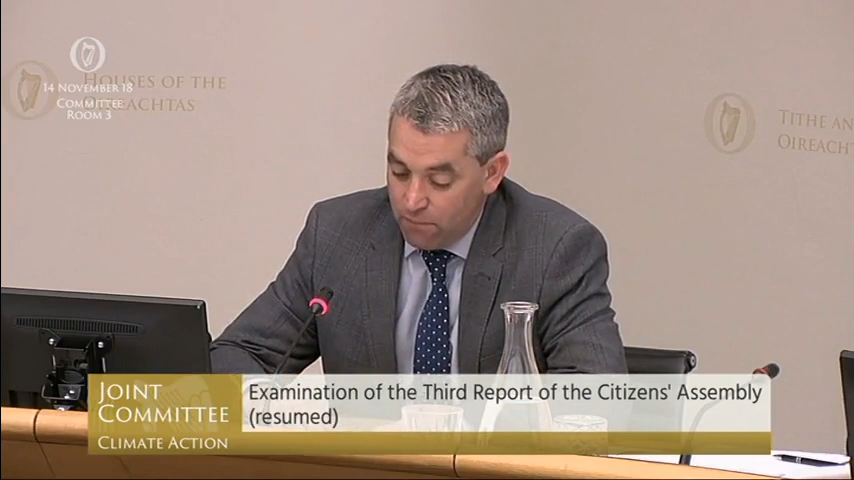 14 November 18
Committee
Room 3
Houses of the
Oireachtas
Tithe an
Oireacht
Joint
Committee
Climate Action
Examination of the Third Report of the Citizens' Assembly
(resumed)